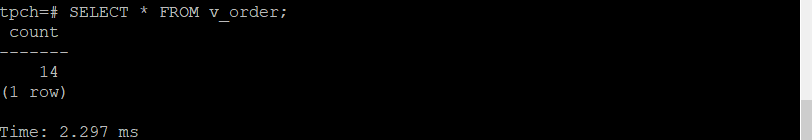 tpch=# SELECT * FROM v_order;
 count
-------
    14
(1 row)

Time: 2.297 ms